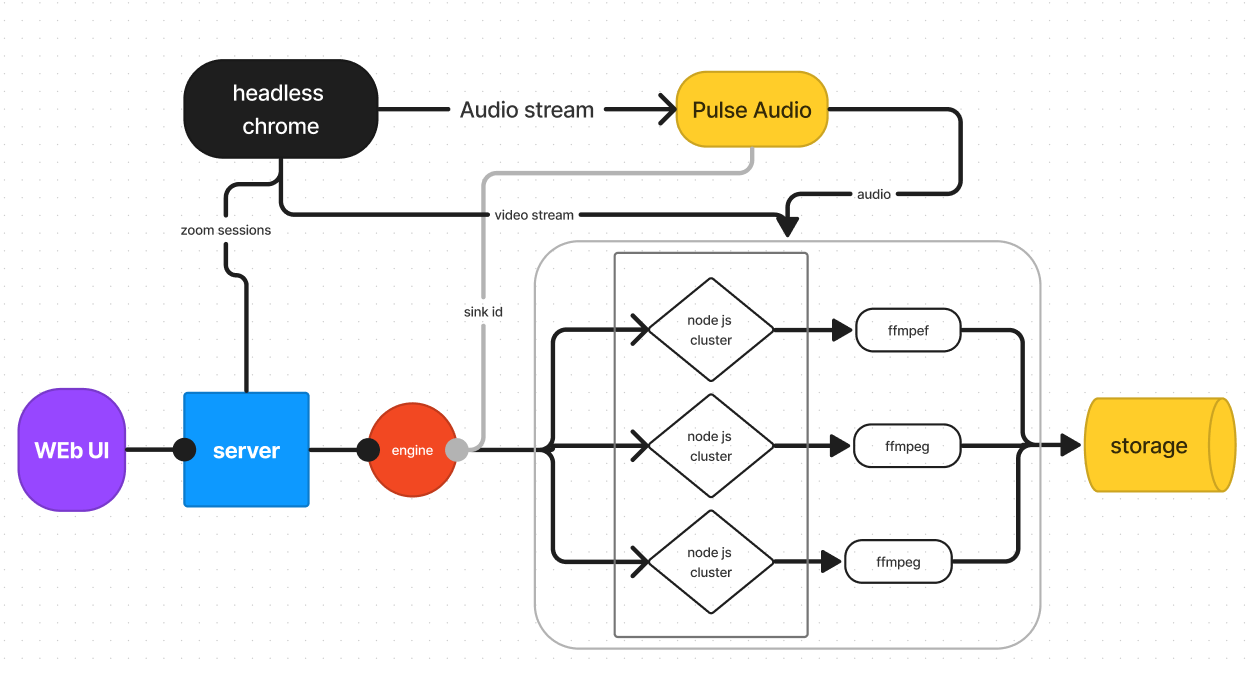 headless
chrome
Audio stream
Pulse Audio
audio
video stream
zoom sessions
sink id
node js
cluster
ffmpef
WEb UI
server
engine
node js
cluster
ffmpeg
storage
node js
cluster
ffmpeg